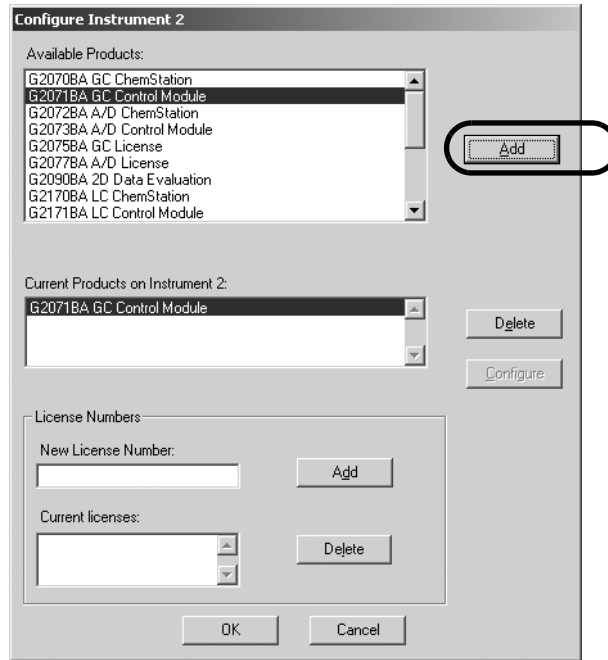 Configure Instrument 2
Available Products:
G2070BA GC ChemStation
G2071BA GC Control Module
G2072BA A/D ChemStation
G2073BA A/D Control Module
G2075BA GC License
G2077BA A/D License
G2090BA 2D Data Evaluation
G2170BA LC ChemStation
G2171BA LC Control Module
Add
Current Products on Instrument 2:
G2071BA GC Control Module
Delete
Configure
License Numbers
New License Number:
Add
Current licenses:
Delete
OK
Cancel